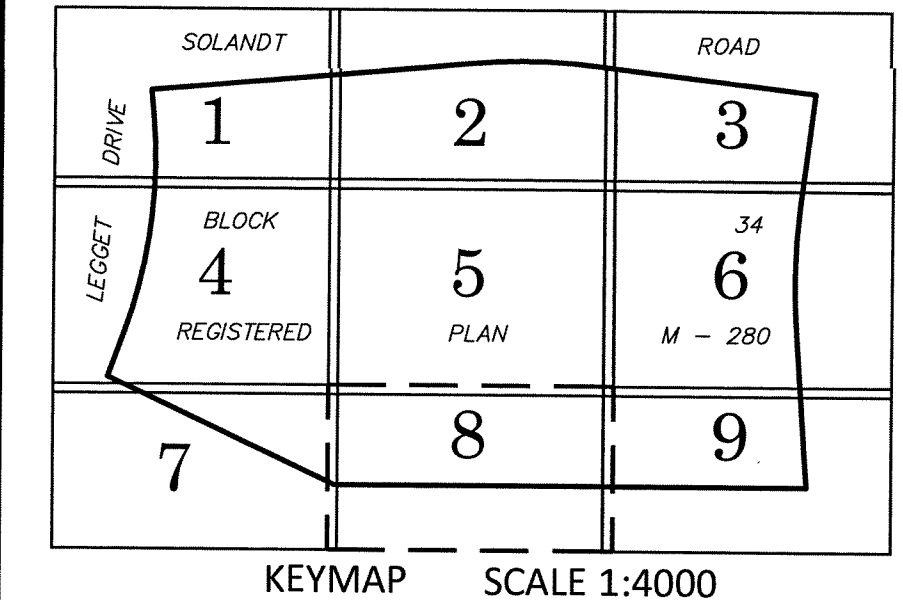 SOLANDT ROAD
DRIVE 1 2 3
LEGGET
BLOCK 34
4 5 6
REGISTERED PLAN M - 280
7 8 9
KEYMAP SCALE 1:4000